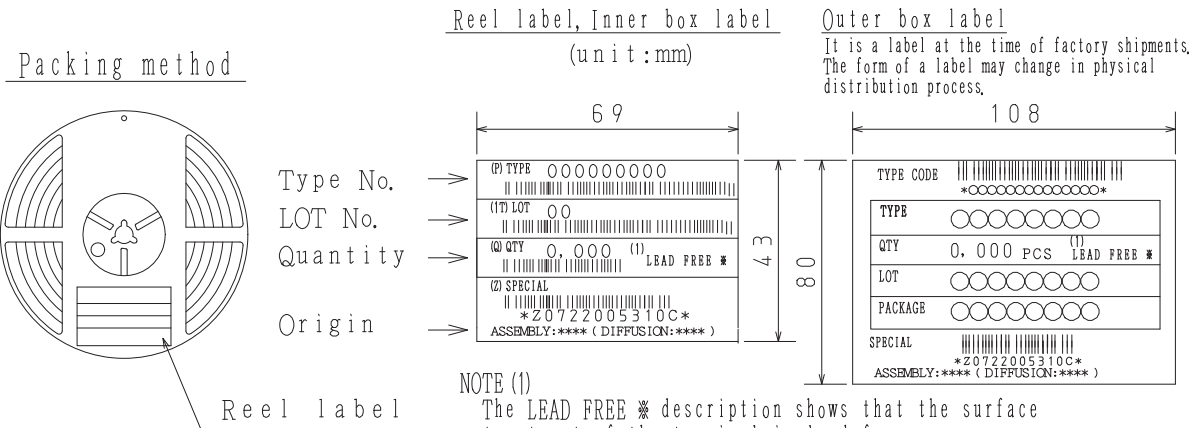 Packing method
Reel label
Reel label, Inner box label
(unit:mm)
69
Type No.
LOT No.
Quantity
Origin
(P) TYPE 000000000
(1T) LOT 00
(Q) QTY 0,000 (1) LEAD FREE ※
(Z) SPECIAL
*Z0722005310C*
ASSEMBLY:**** (DIFFUSION:****)
43
80
Outer box label
It is a label at the time of factory shipments.
The form of a label may change in physical
distribution process.
108
TYPE CODE
*○○○○○○○○○○○○○○*
TYPE ○○○○○○○○
QTY 0,000 PCS (1) LEAD FREE ※
LOT ○○○○○○○○
PACKAGE ○○○○○○○○
SPECIAL
*Z0722005310C*
ASSEMBLY:**** (DIFFUSION:****)
NOTE (1)
The LEAD FREE ※ description shows that the surface